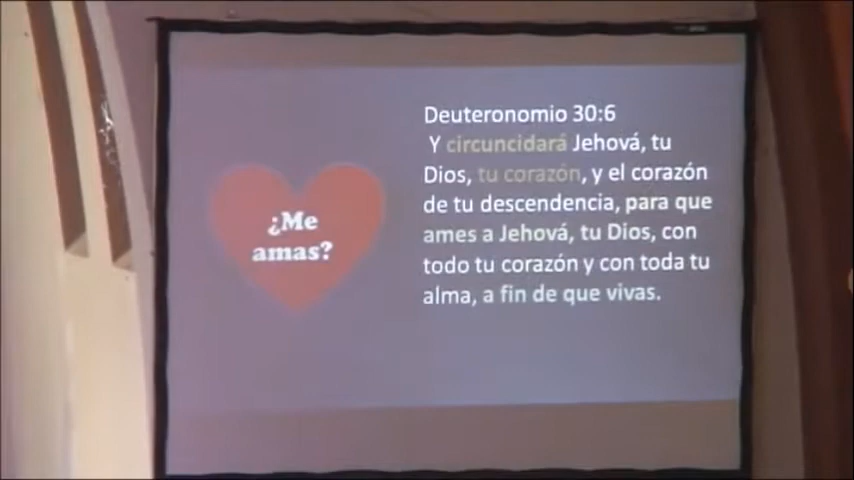 ¿Me
amas?
Deuteronomio 30:6
Y circuncidará Jehová, tu
Dios, tu corazón, y el corazón
de tu descendencia, para que
ames a Jehová, tu Dios, con
todo tu corazón y con toda tu
alma, a fin de que vivas.